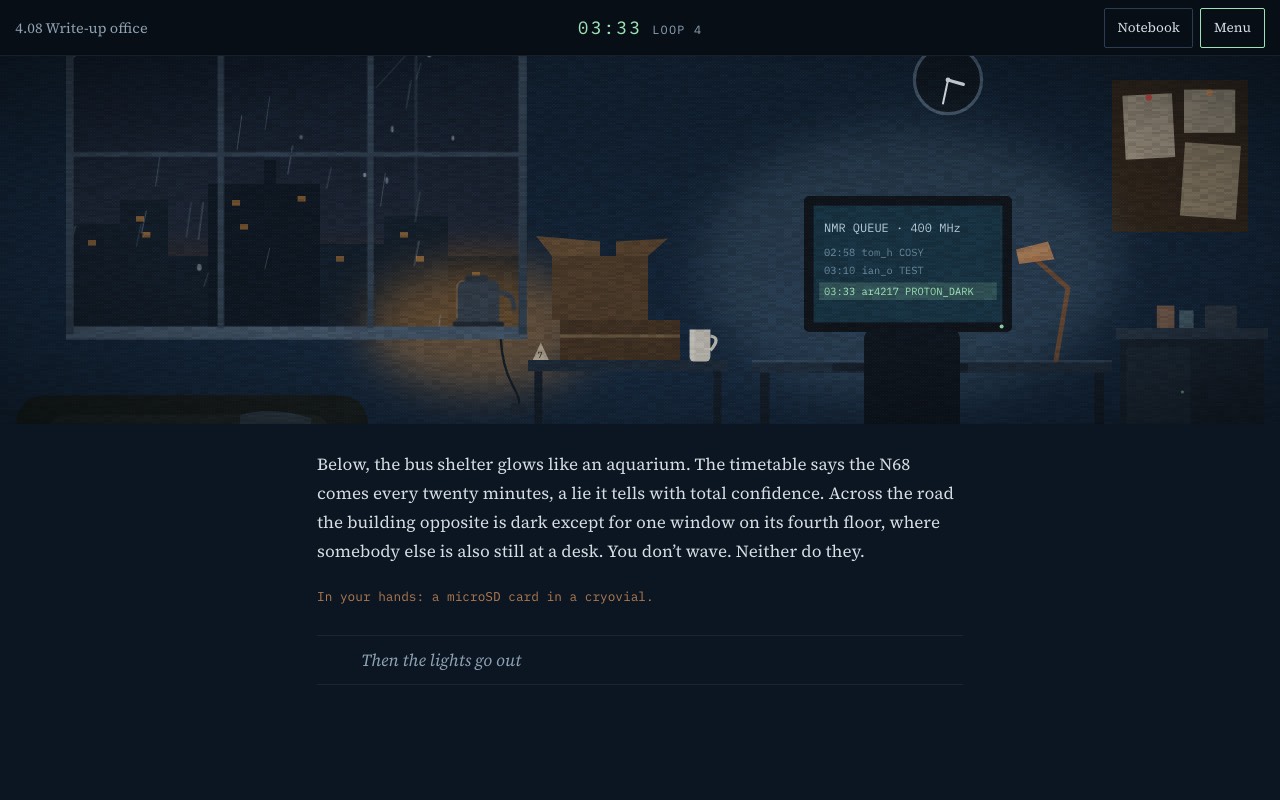 4.08 Write-up office
03:33 LOOP 4
Notebook
Menu
NMR QUEUE · 400 MHz
02:58 tom_h COSY
03:10 ian_o TEST
03:33 ar4217 PROTON_DARK
7
Below, the bus shelter glows like an aquarium. The timetable says the N68
comes every twenty minutes, a lie it tells with total confidence. Across the road
the building opposite is dark except for one window on its fourth floor, where
somebody else is also still at a desk. You don’t wave. Neither do they.
In your hands: a microSD card in a cryovial.
Then the lights go out